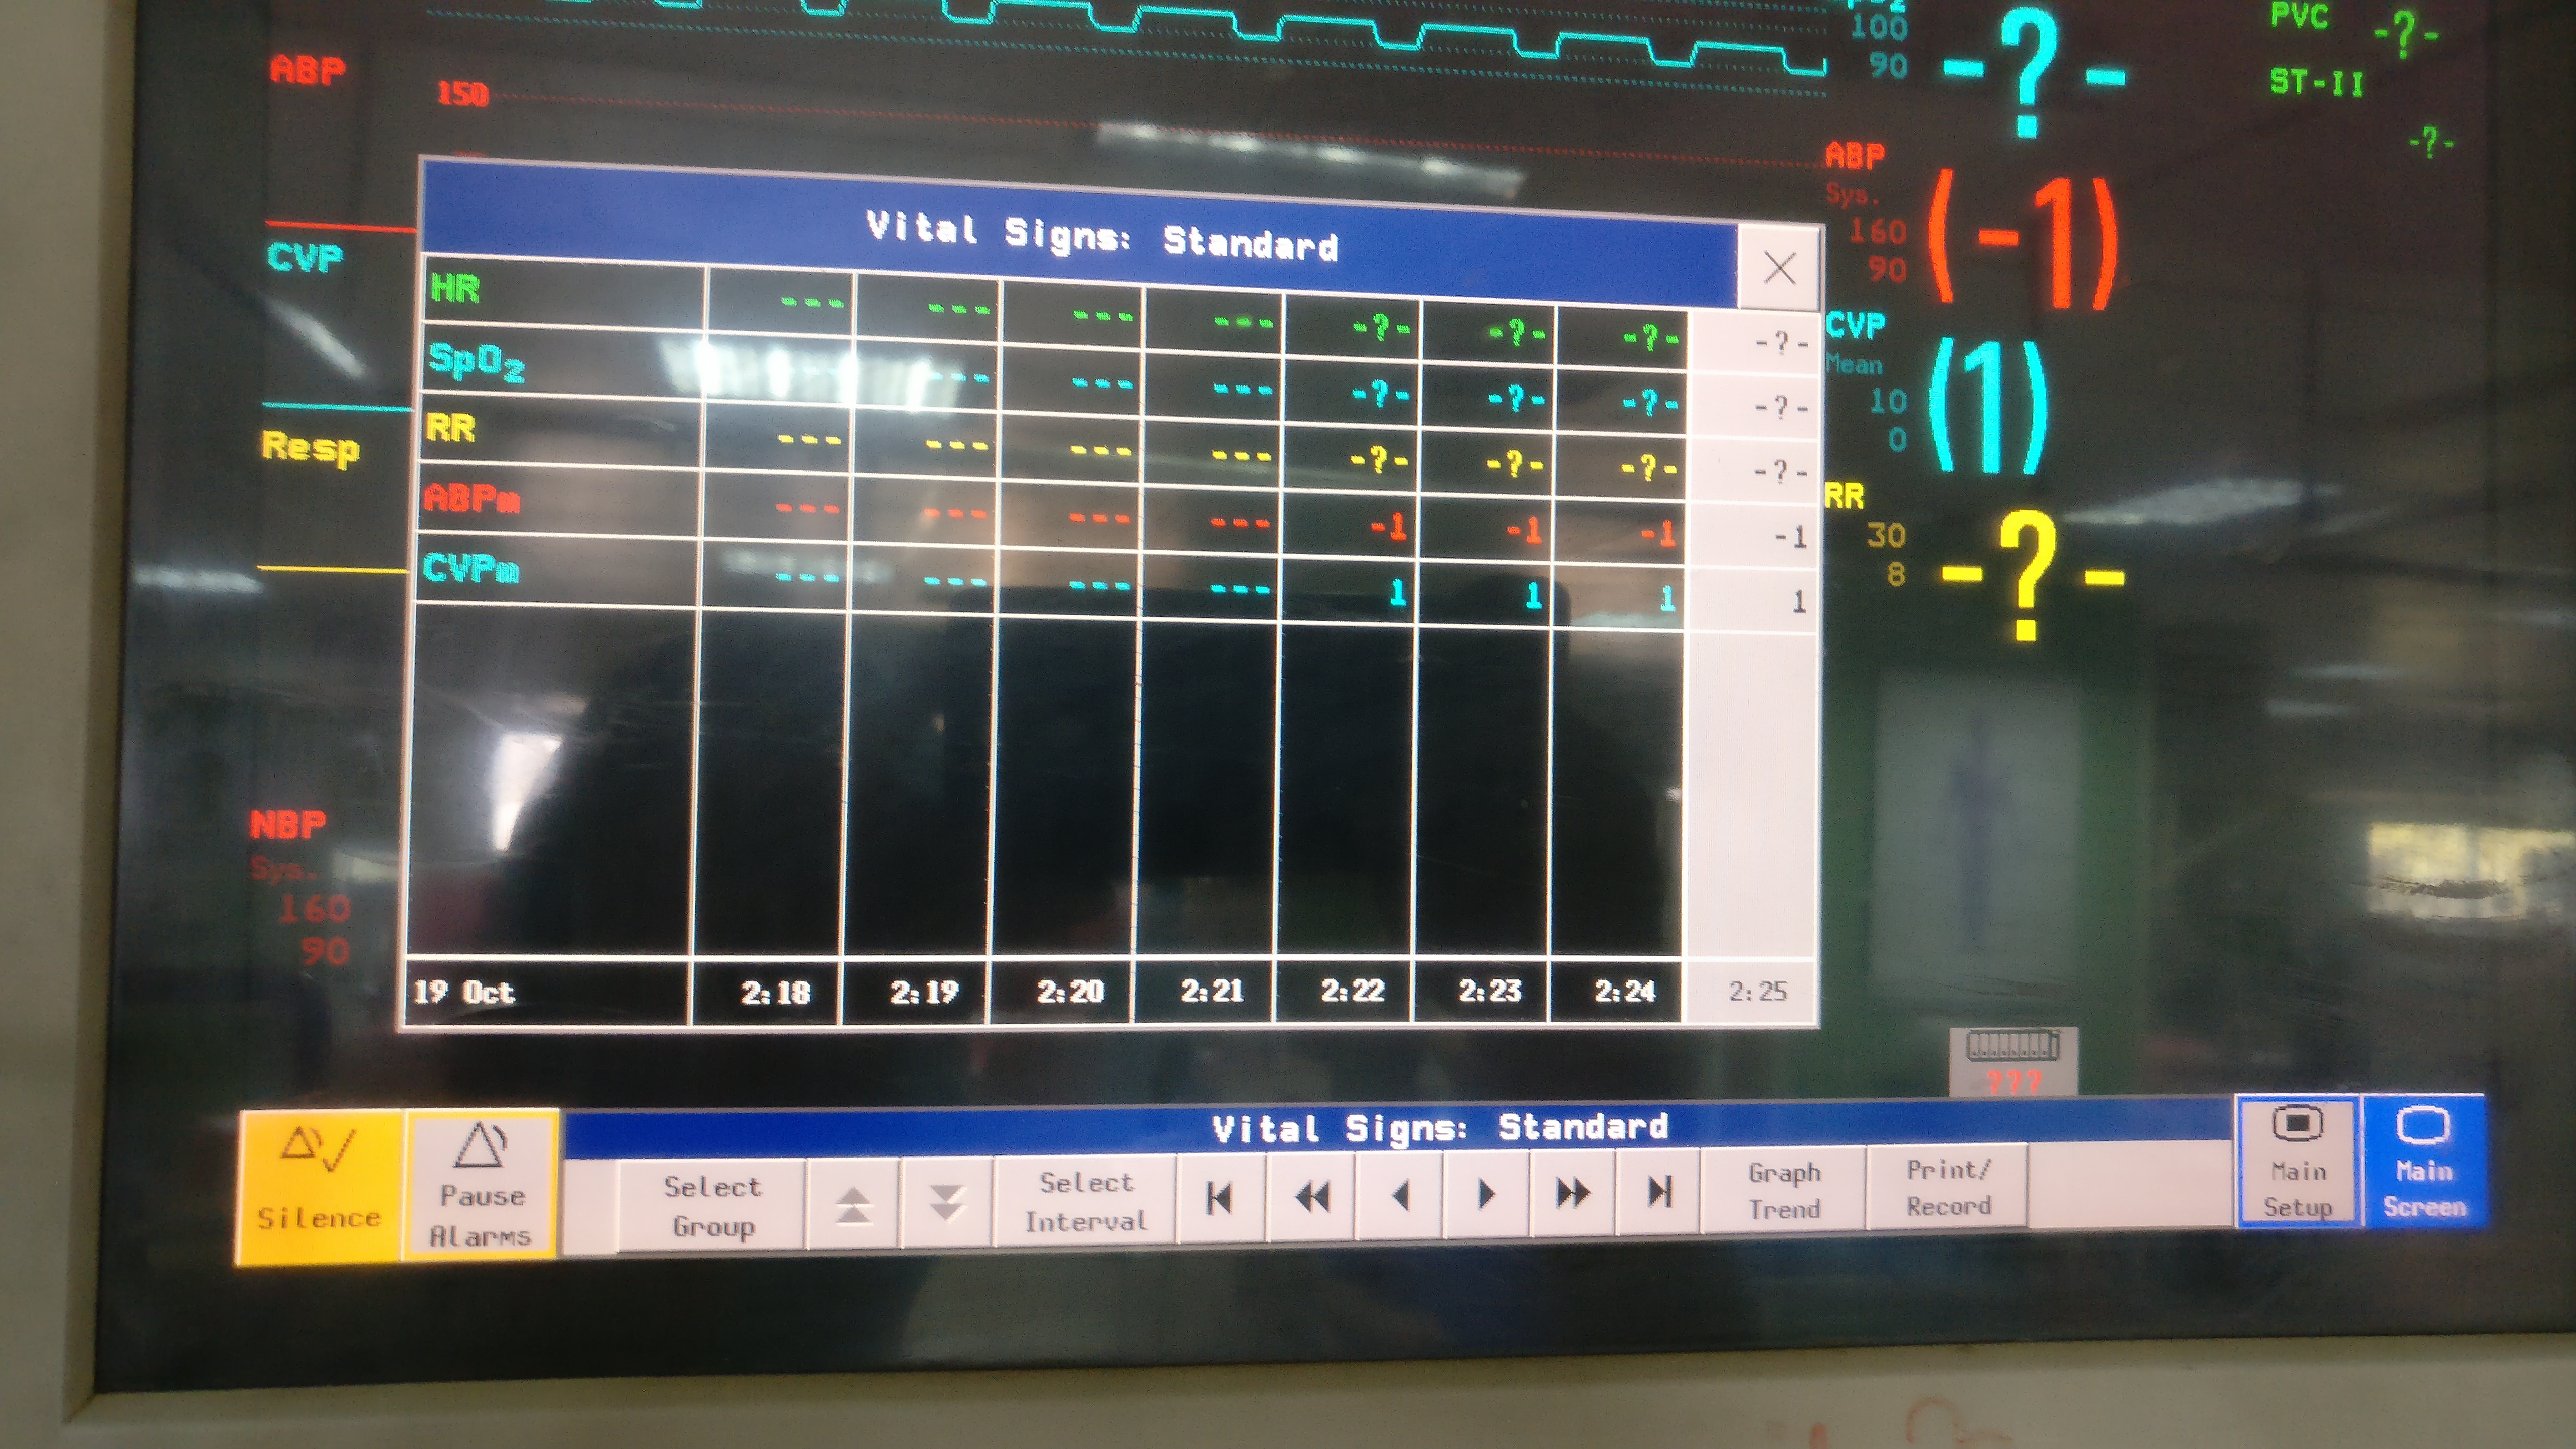 100
90
-?-
PVC -?-
ST-II
-?-
ABP
150
ABP
Sys.
160
90
(-1)
CVP
CVP
Mean
10
0
(1)
Resp
RR
30
8
-?-
Vital Signs: Standard
HR --- --- --- --- -?- -?- -?- -?-
SpO₂ --- --- --- -?- -?- -?- -?-
RR --- --- --- --- -?- -?- -?- -?-
ABPm --- --- --- --- -1 -1 -1 -1
CVPm --- --- --- --- 1 1 1 1
19 Oct 2:18 2:19 2:20 2:21 2:22 2:23 2:24 2:25
NBP
Sys.
160
90
???
Vital Signs: Standard
Silence
Pause
Alarms
Select
Group
Select
Interval
Graph
Trend
Print/
Record
Main
Setup
Main
Screen